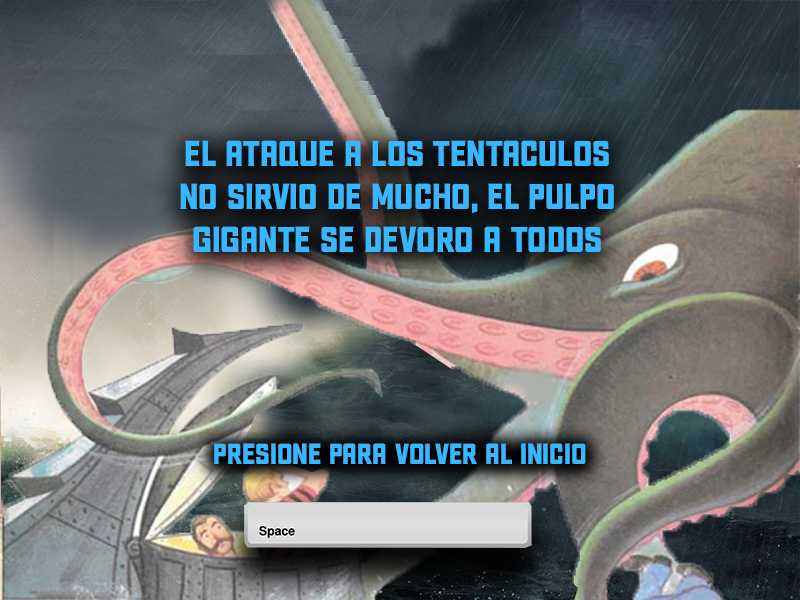 EL ATAQUE A LOS TENTACULOS
NO SIRVIO DE MUCHO, EL PULPO
GIGANTE SE DEVORO A TODOS
PRESIONE PARA VOLVER AL INICIO
Space